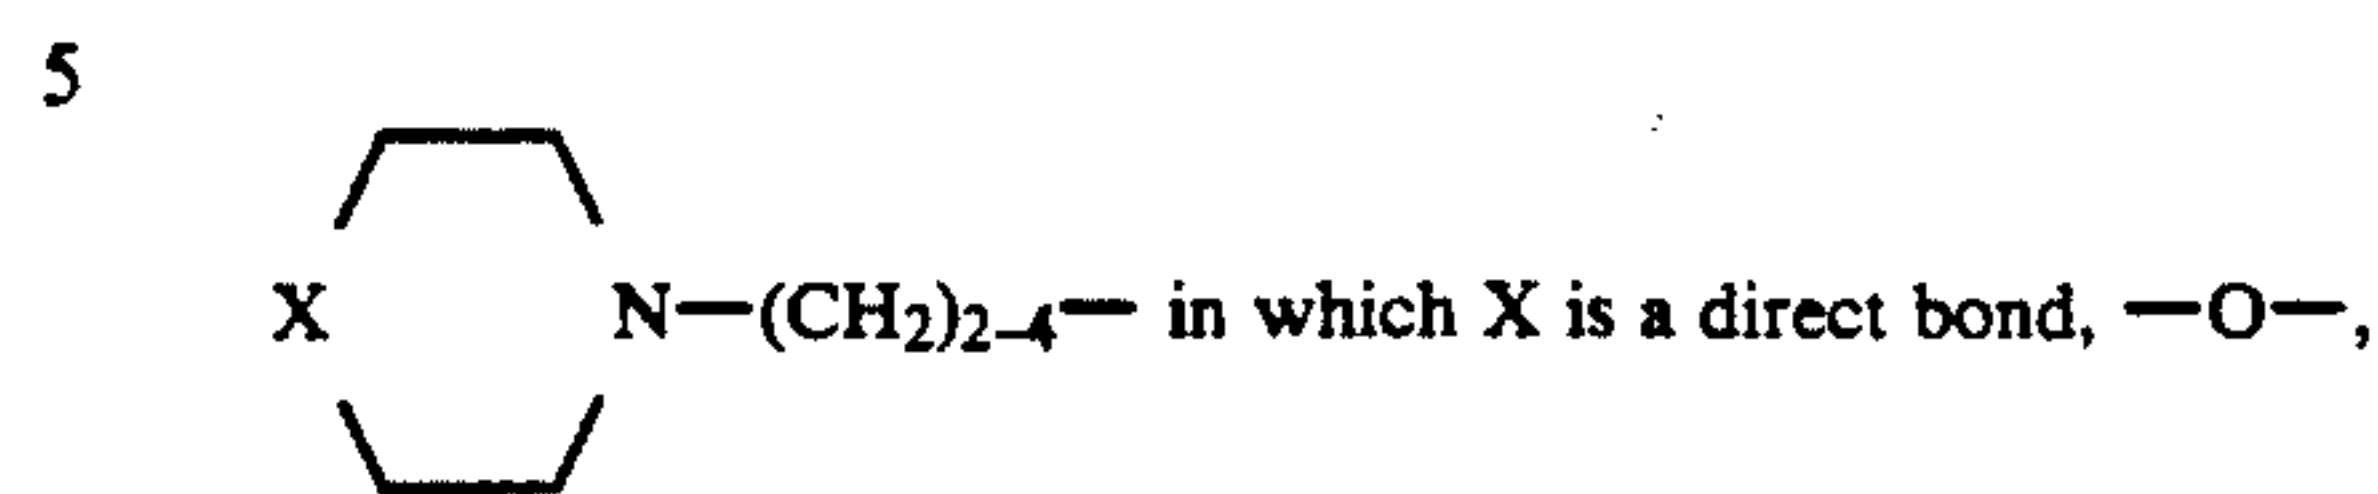 5
X N—(CH₂)₂₋₄— in which X is a direct bond, —O—,